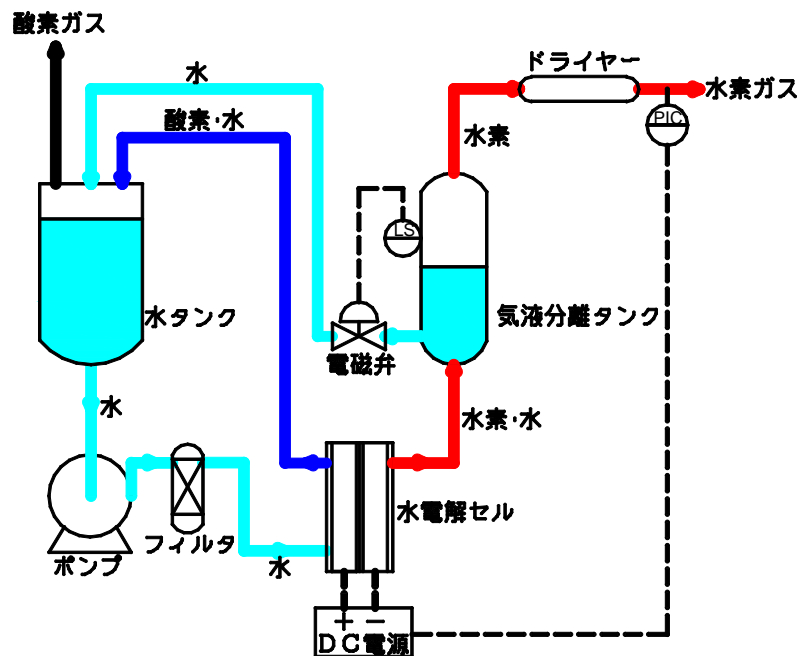 酸素ガス
水
ドライヤー
水素ガス
酸素･水
水素
PIC
LS
水タンク
気液分離タンク
電磁弁
水
水素･水
水電解セル
フィルタ
ポンプ
水
+ −
DC電源